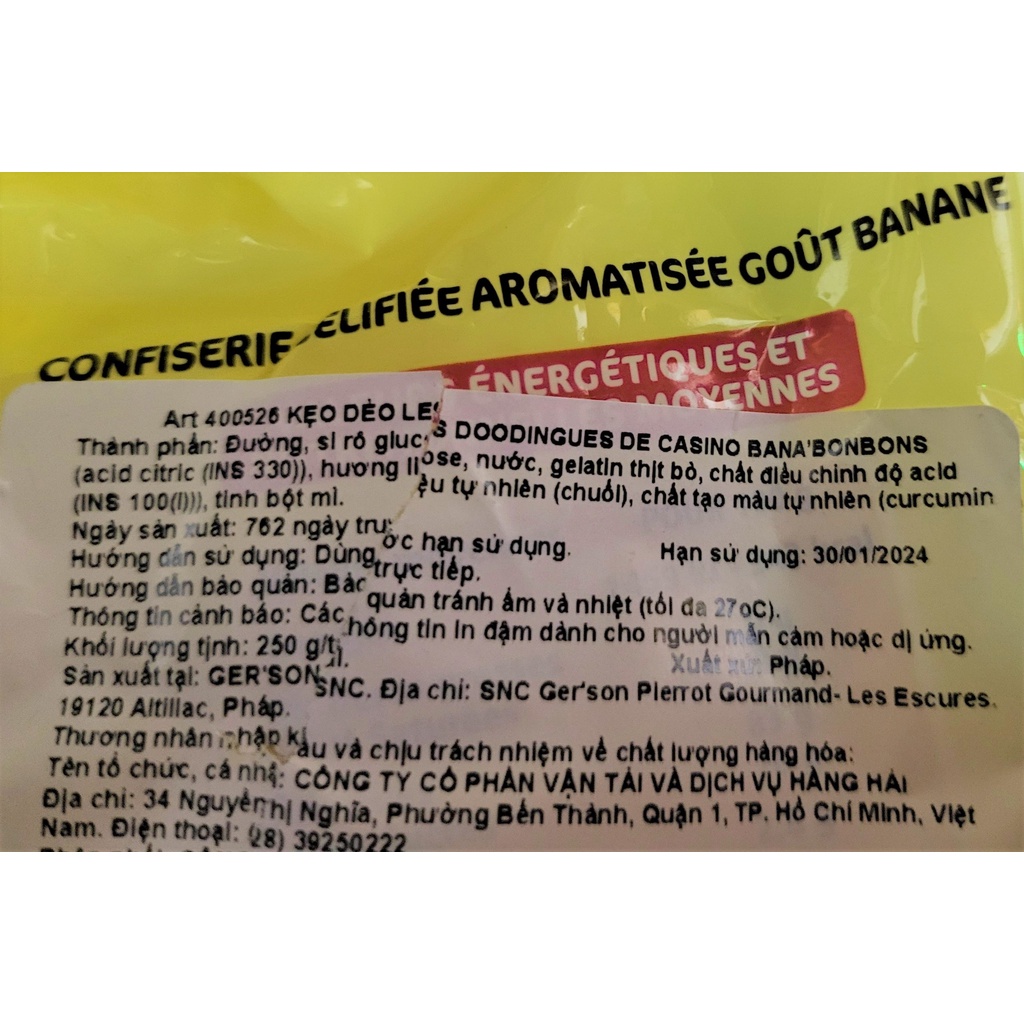 CONFISERIE GÉLIFIÉE AROMATISÉE GOÛT BANANE
ÉNERGÉTIQUES ET
MOYENNES
Art 400526 KẸO DẺO LES DOODINGUES DE CASINO BANA'BONBONS
Thành phần: Đường, si rô glucose, nước, gelatin thịt bò, chất điều chỉnh độ acid
(acid citric (INS 330)), hương liệu tự nhiên (chuối), chất tạo màu tự nhiên (curcumin
(INS 100(i))), tinh bột mì.
Ngày sản xuất: 762 ngày trước hạn sử dụng. Hạn sử dụng: 30/01/2024
Hướng dẫn sử dụng: Dùng trực tiếp.
Hướng dẫn bảo quản: Bảo quản tránh ẩm và nhiệt (tối đa 27oC).
Thông tin cảnh báo: Các thông tin in đậm dành cho người mẫn cảm hoặc dị ứng.
Khối lượng tịnh: 250 g/túi. Xuất xứ: Pháp.
Sản xuất tại: GER'SON SNC. Địa chỉ: SNC Ger'son Pierrot Gourmand- Les Escures.
19120 Altillac, Pháp.
Thương nhân nhập khẩu và chịu trách nhiệm về chất lượng hàng hóa:
Tên tổ chức, cá nhân: CÔNG TY CỔ PHẦN VẬN TẢI VÀ DỊCH VỤ HÀNG HẢI
Địa chỉ: 34 Nguyễn Thị Nghĩa, Phường Bến Thành, Quận 1, TP. Hồ Chí Minh, Việt
Nam. Điện thoại: (28) 39250222